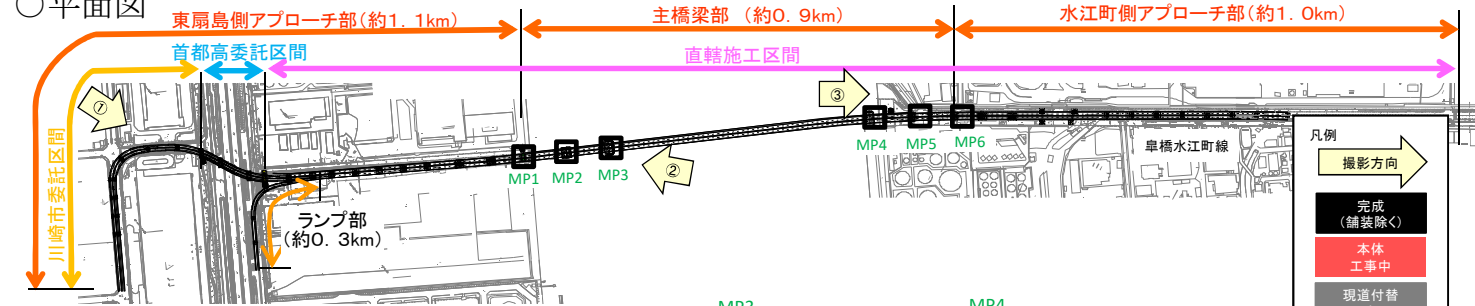 ○平面図
東扇島側アプローチ部(約1.1km)
主橋梁部 (約0.9km)
水江町側アプローチ部(約1.0km)
首都高委託区間
直轄施工区間
川崎市委託区間
①
②
③
MP1
MP2
MP3
MP4
MP5
MP6
皐橋水江町線
ランプ部
(約0.3km)
凡例
撮影方向
完成
(舗装除く)
本体
工事中
現道付替
MP3
MP4